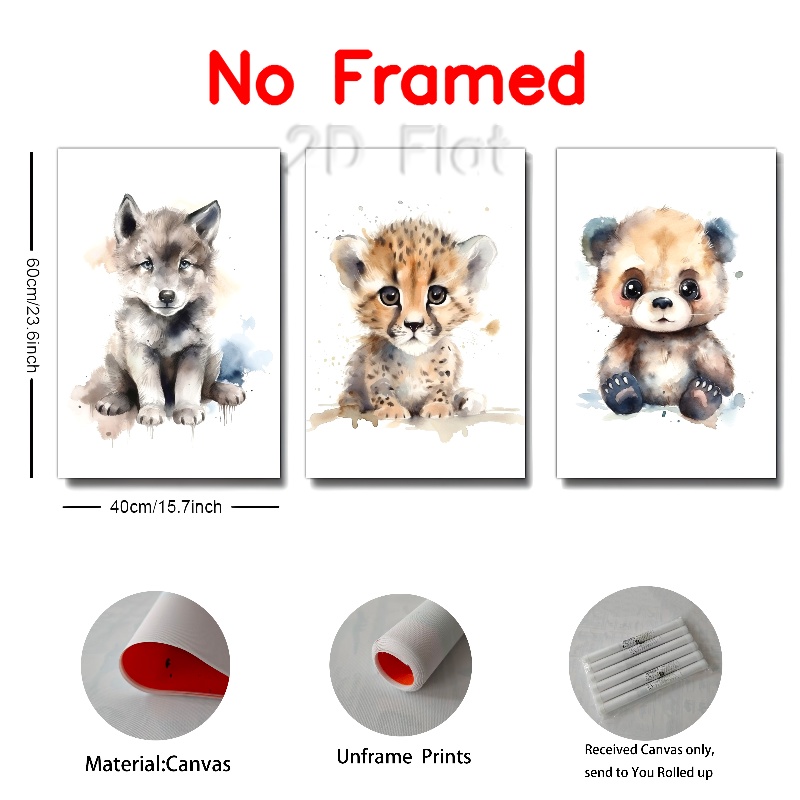 No Framed
2D Flat
60cm/23.6inch
40cm/15.7inch
Material:Canvas
Unframe Prints
Received Canvas only,
send to You Rolled up